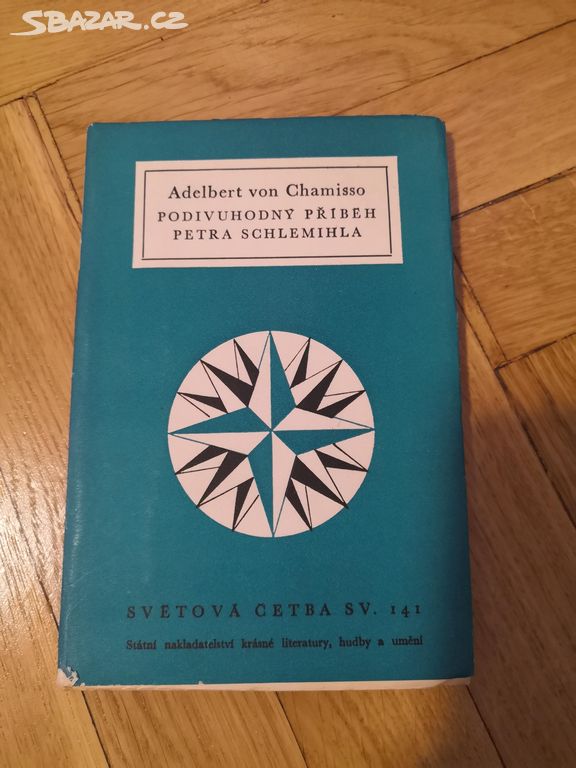 SBAZAR.CZ
Adelbert von Chamisso
PODIVUHODNÝ PŘÍBĚH
PETRA SCHLEMIHLA
SVĚTOVÁ ČETBA SV. 141
Státní nakladatelství krásné literatury, hudby a umění